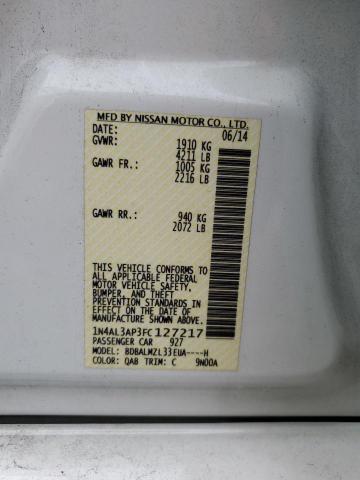 MFD BY NISSAN MOTOR CO., LTD.
DATE: 06/14
GVWR: 1910 KG
4211 LB
GAWR FR.: 1005 KG
2216 LB
GAWR RR.: 940 KG
2072 LB
THIS VEHICLE CONFORMS TO
ALL APPLICABLE FEDERAL
MOTOR VEHICLE SAFETY,
BUMPER, AND THEFT
PREVENTION STANDARDS IN
EFFECT ON THE DATE OF
MANUFACTURE SHOWN ABOVE.
1N4AL3AP3FC127217
PASSENGER CAR 927
MODEL: BDBALMZL33EUA----H
COLOR: QAB TRIM: C 9N00A